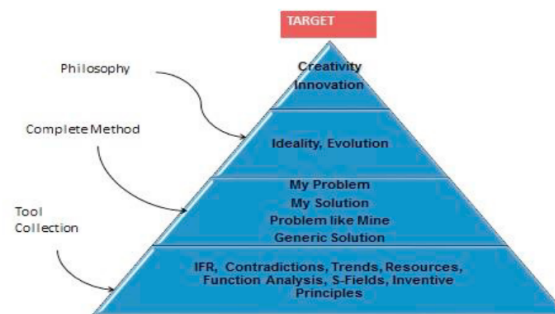 TARGET
Creativity
Innovation
Philosophy
Ideality, Evolution
Complete Method
My Problem
My Solution
Problem like Mine
Generic Solution
Tool
Collection
IFR, Contradictions, Trends, Resources,
Function Analysis, S-Fields, Inventive
Principles